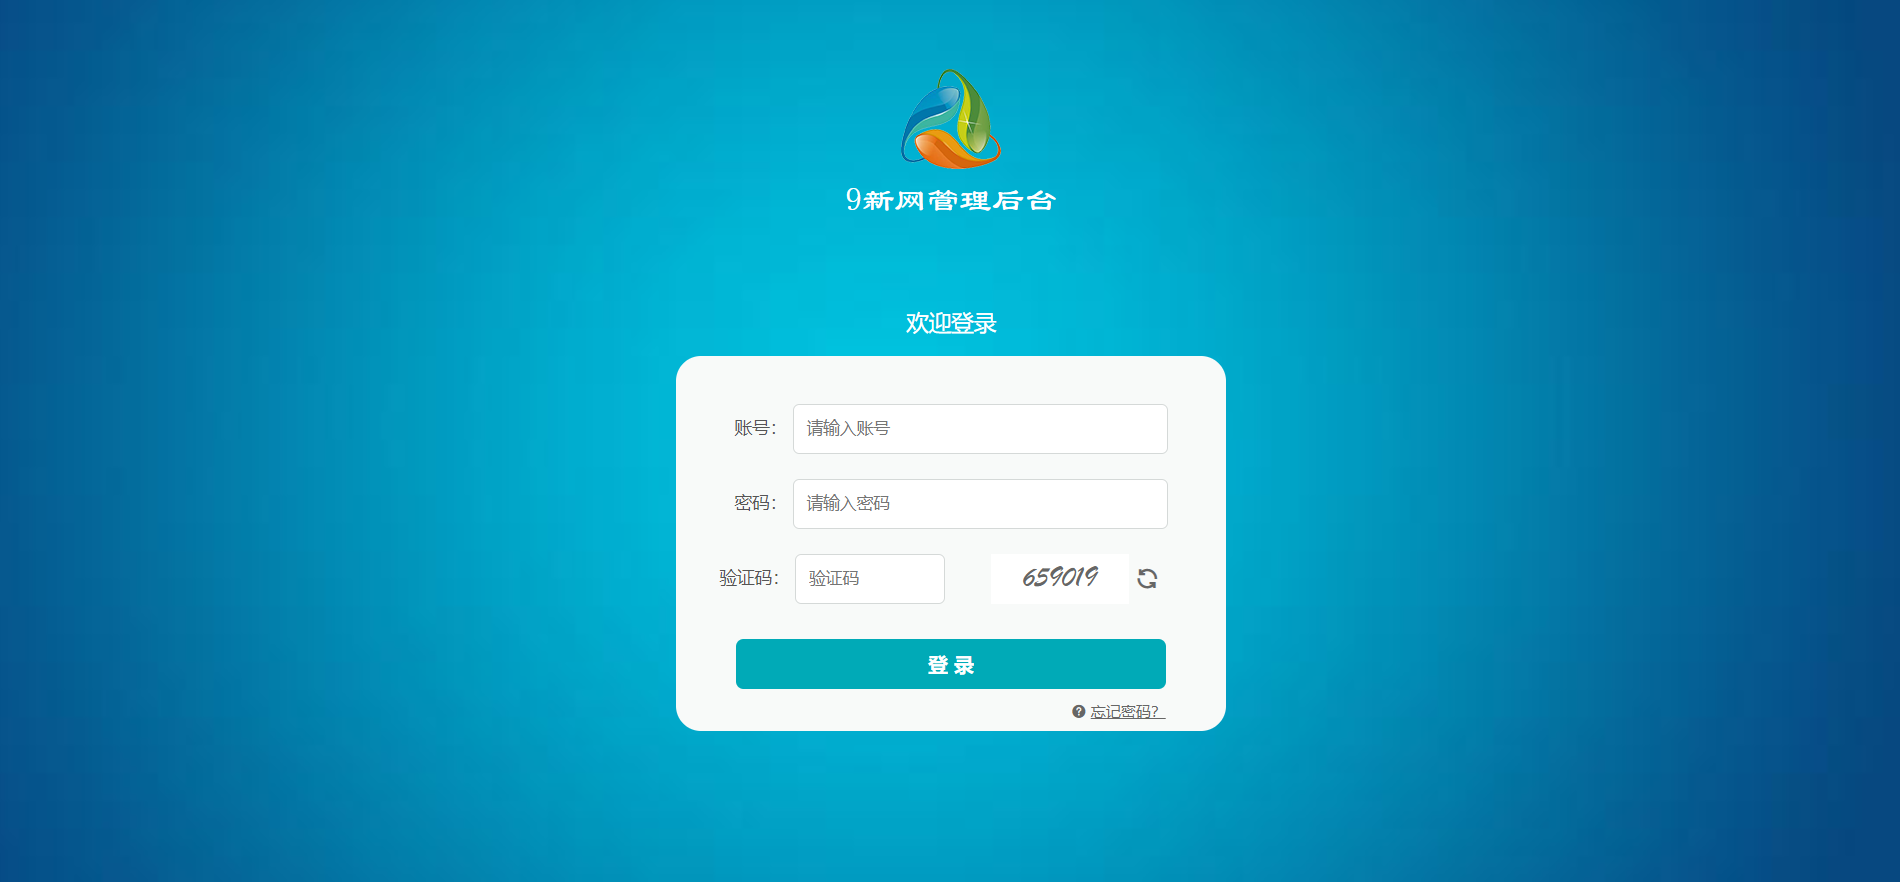 9新网管理后台
欢迎登录
账号： 请输入账号
密码： 请输入密码
验证码： 验证码 659019
登 录
忘记密码？